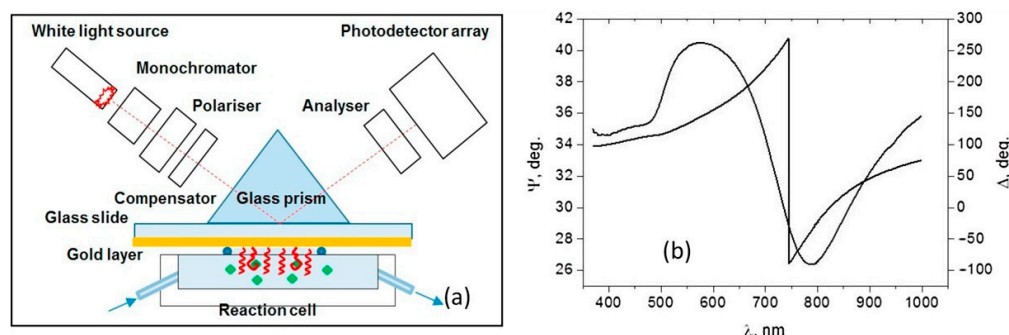 White light source
Photodetector array
Monochromator
Polariser
Analyser
Compensator
Glass prism
Glass slide
Gold layer
Reaction cell
(a)
Ψ, deg.
42
40
38
36
34
32
30
28
26
400 500 600 700 800 900 1000
λ, nm
(b)
300
250
200
150
100
50
0
−50
−100
Δ, deg.